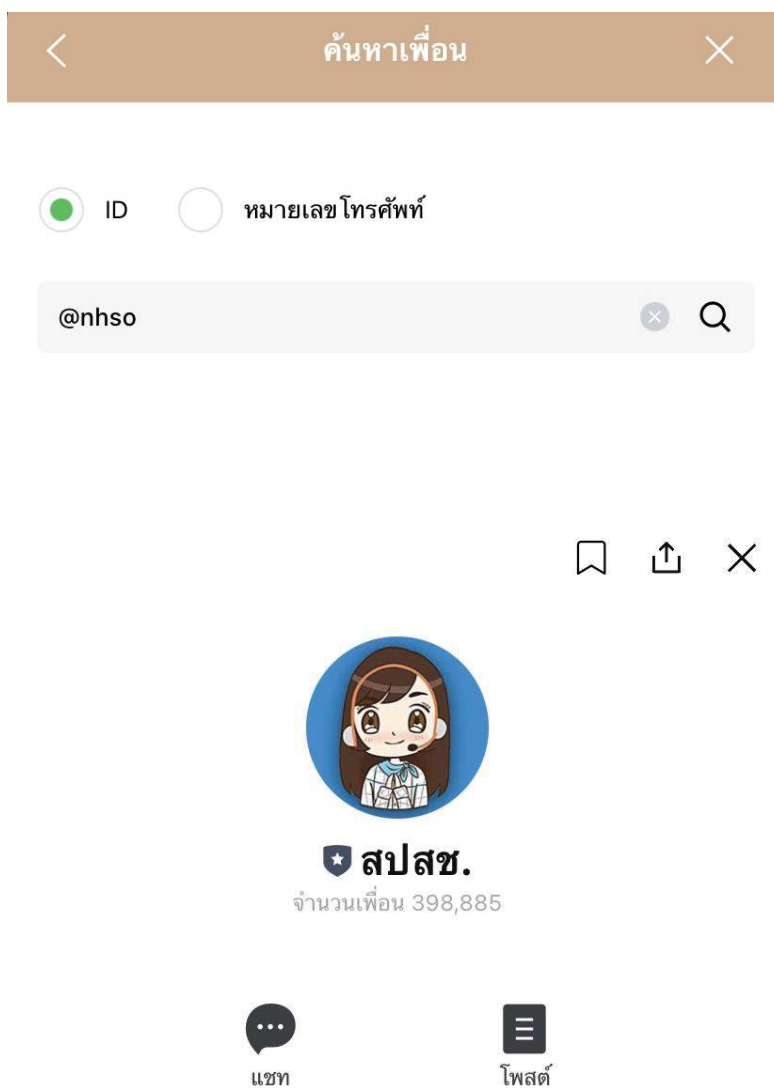 ค้นหาเพื่อน
ID หมายเลขโทรศัพท์
@nhso
สปสช.
จำนวนเพื่อน 398,885
แชท โพสต์